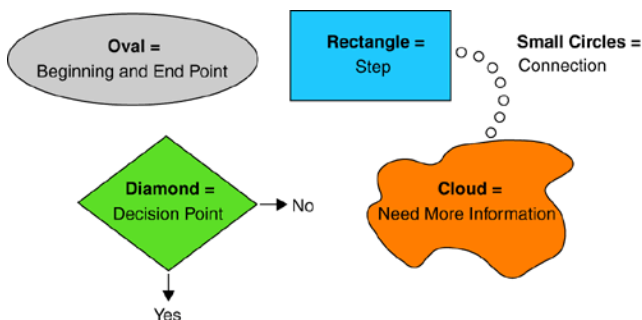 Oval =
Beginning and End Point
Rectangle =
Step
Small Circles =
Connection
Diamond =
Decision Point
No
Yes
Cloud =
Need More Information